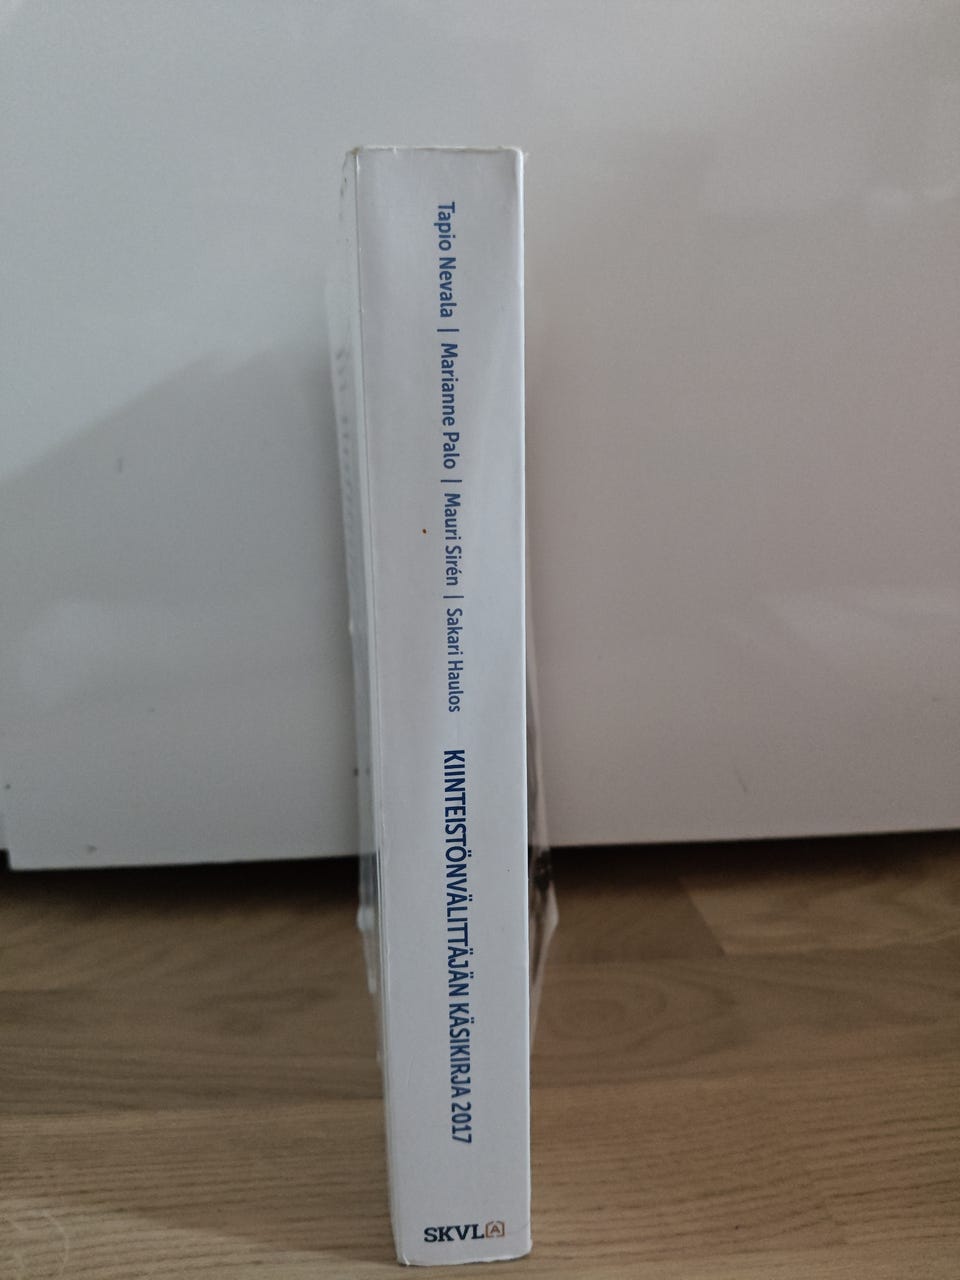 Tapio Nevala | Marianne Palo | Mauri Sirén | Sakari Haulos KIINTEISTÖNVÄLITTÄJÄN KÄSIKIRJA 2017
SKVL A